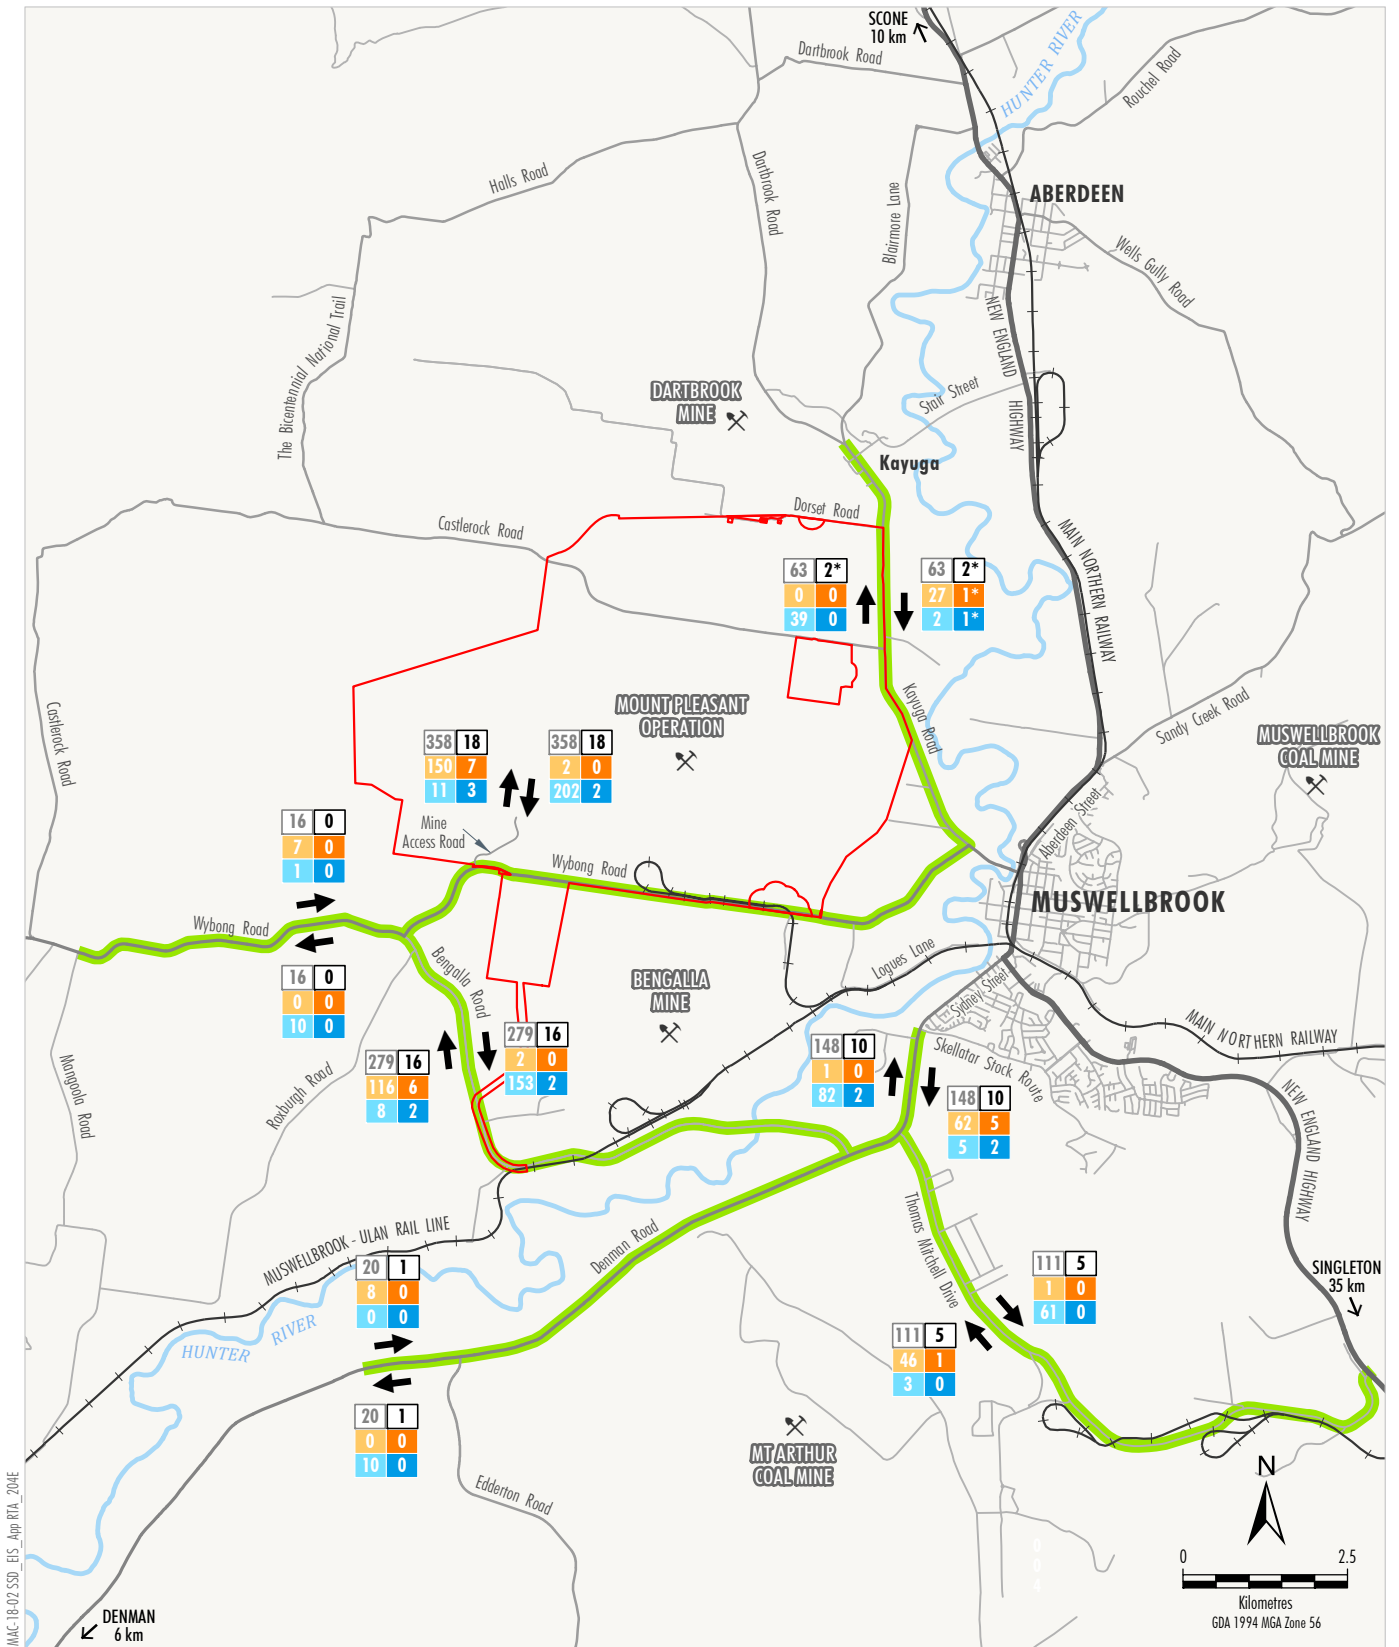 SCONE
10 km
HUNTER RIVER
Dartbrook Road
Rouchel Road
Halls Road
Dartbrook Road
Blairmore Lane
ABERDEEN
Wells Gully Road
The Bicentennial National Trail
NEW ENGLAND
HIGHWAY
Stair Street
DARTBROOK
MINE
Kayuga
Dorset Road
Castlerock Road
MAIN NORTHERN RAILWAY
63 2*
0 0
39 0
63 2*
27 1*
2 1*
Castlerock Road
Kayuga Road
Sandy Creek Road
MOUNT PLEASANT
OPERATION
MUSWELLBROOK
COAL MINE
358 18
150 7
11 3
358 18
2 0
202 2
Mine
Access Road
16 0
7 0
1 0
Wybong Road
Aberdeen Street
MUSWELLBROOK
Wybong Road
Bengalla Road
Logues Lane
16 0
0 0
10 0
BENGALLA
MINE
Sidney Street
MAIN NORTHERN RAILWAY
279 16
2 0
153 2
279 16
116 6
8 2
148 10
1 0
82 2
Skellatar Stock Route
148 10
62 5
5 2
Mangoola Road
Roxburgh Road
NEW ENGLAND HIGHWAY
MUSWELLBROOK - ULAN RAIL LINE
Denman Road
Thomas Mitchell Drive
20 1
8 0
0 0
111 5
1 0
61 0
SINGLETON
35 km
HUNTER RIVER
111 5
46 1
3 0
20 1
0 0
10 0
MT ARTHUR
COAL MINE
Edderton Road
N
0 2.5
Kilometres
GDA 1994 MGA Zone 56
DENMAN
6 km
MAC-18-02 SSD_EIS_App RTA_204E
004